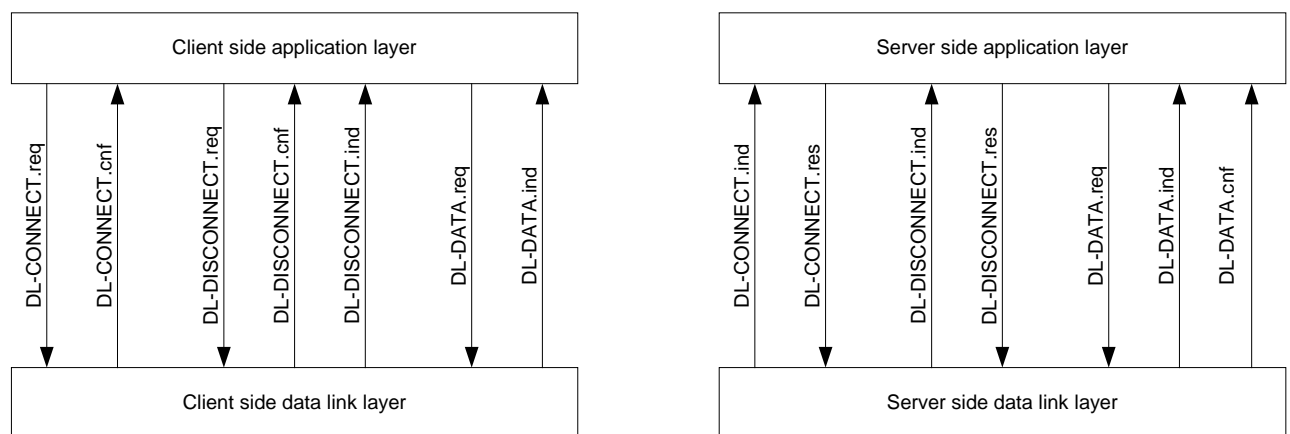 Client side application layer
Server side application layer
DL-CONNECT.req
DL-CONNECT.cnf
DL-DISCONNECT.req
DL-DISCONNECT.cnf
DL-DISCONNECT.ind
DL-DATA.req
DL-DATA.ind
DL-CONNECT.ind
DL-CONNECT.res
DL-DISCONNECT.ind
DL-DISCONNECT.res
DL-DATA.req
DL-DATA.ind
DL-DATA.cnf
Client side data link layer
Server side data link layer